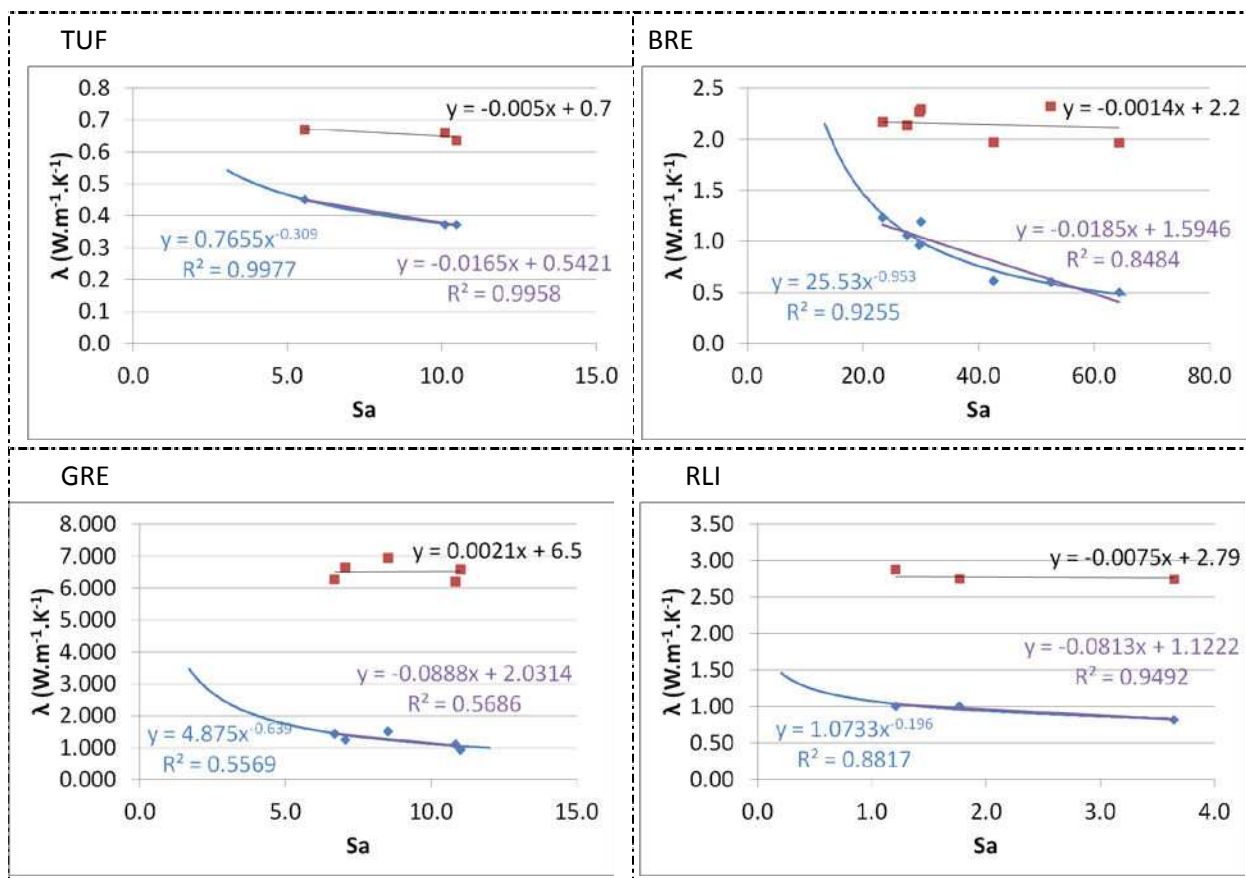 TUF
0.8
0.7
0.6
0.5
0.4
0.3
0.2
0.1
0.0
λ (W.m⁻¹.K⁻¹)
y = -0.005x + 0.7
y = 0.7655x⁻⁰·³⁰⁹
R² = 0.9977
y = -0.0165x + 0.5421
R² = 0.9958
0.0 5.0 10.0 15.0
Sa
BRE
2.5
2.0
1.5
1.0
0.5
0.0
λ (W.m⁻¹.K⁻¹)
y = -0.0014x + 2.2
y = -0.0185x + 1.5946
R² = 0.8484
y = 25.53x⁻⁰·⁹⁵³
R² = 0.9255
0.0 20.0 40.0 60.0 80.0
Sa
GRE
8.000
7.000
6.000
5.000
4.000
3.000
2.000
1.000
0.000
λ (W.m⁻¹.K⁻¹)
y = 0.0021x + 6.5
y = -0.0888x + 2.0314
R² = 0.5686
y = 4.875x⁻⁰·⁶³⁹
R² = 0.5569
0.0 5.0 10.0 15.0
Sa
RLI
3.50
3.00
2.50
2.00
1.50
1.00
0.50
0.00
λ (W.m⁻¹.K⁻¹)
y = -0.0075x + 2.79
y = -0.0813x + 1.1222
R² = 0.9492
y = 1.0733x⁻⁰·¹⁹⁶
R² = 0.8817
0.0 1.0 2.0 3.0 4.0
Sa